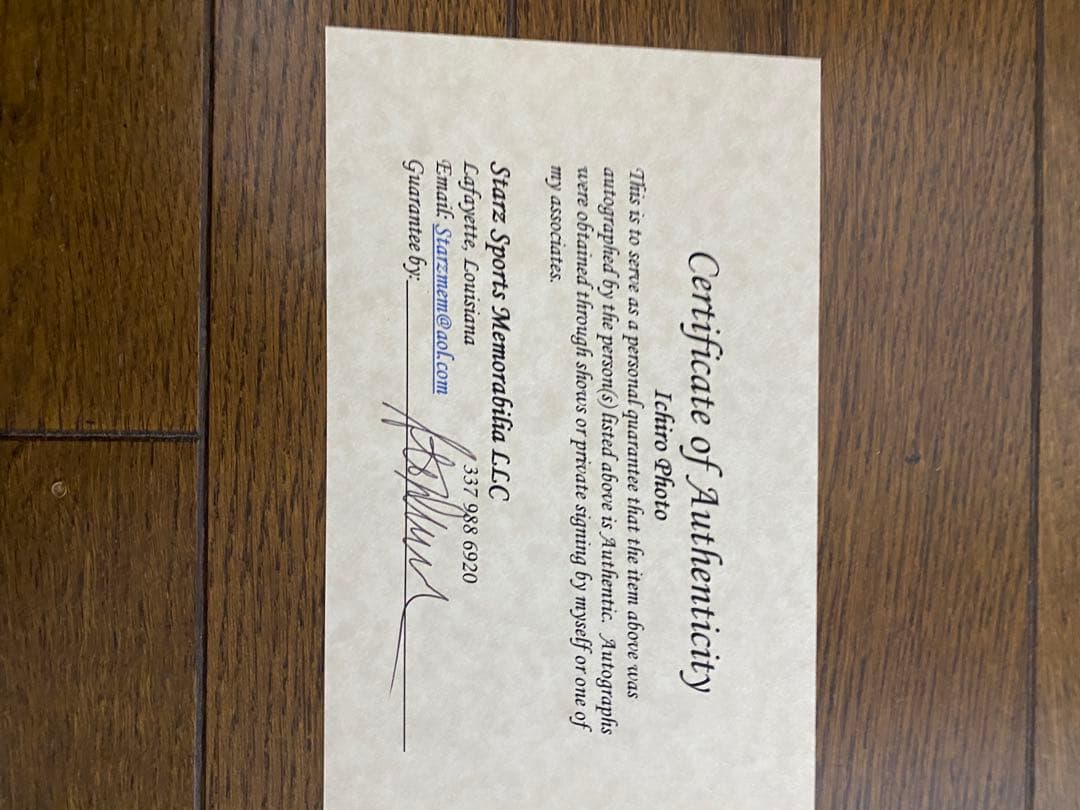 Certificate of Authenticity
Ichiro Photo
This is to serve as a personal quarantee that the item above was
autographed by the person(s) listed above is Authentic. Autographs
were obtained through shows or private signing by myself or one of
my associates.
Starz Sports Memorabilia LLC
Lafayette, Louisiana 337 988 6920
Email: Starzmem@aol.com
Guarantee by: